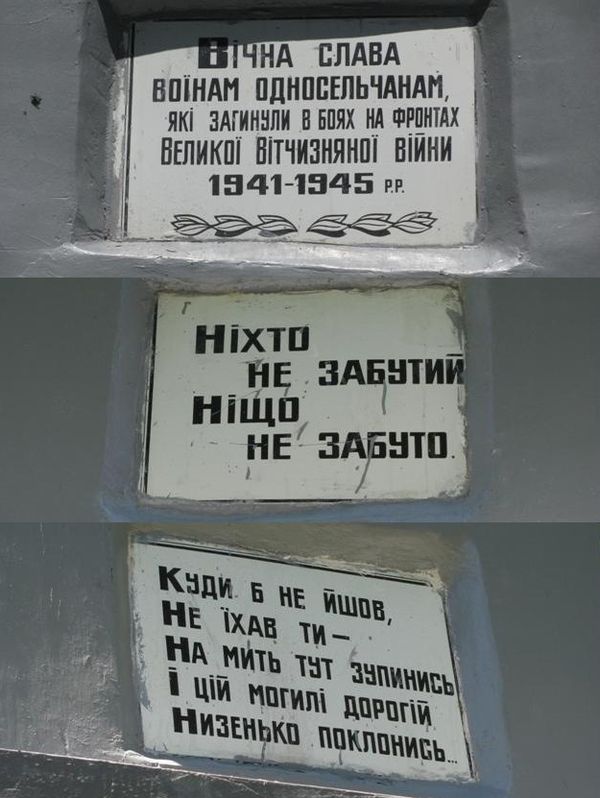 Вічна слава
воїнам односельчанам,
які загинули в боях на фронтах
Великої Вітчизняної війни
1941-1945 р.р.
Ніхто
не забутий
Ніщо
не забуто.
Куди б не йшов,
Не їхав ти –
На мить тут зупинись
І цій могилі дорогій
Низенько поклонись...